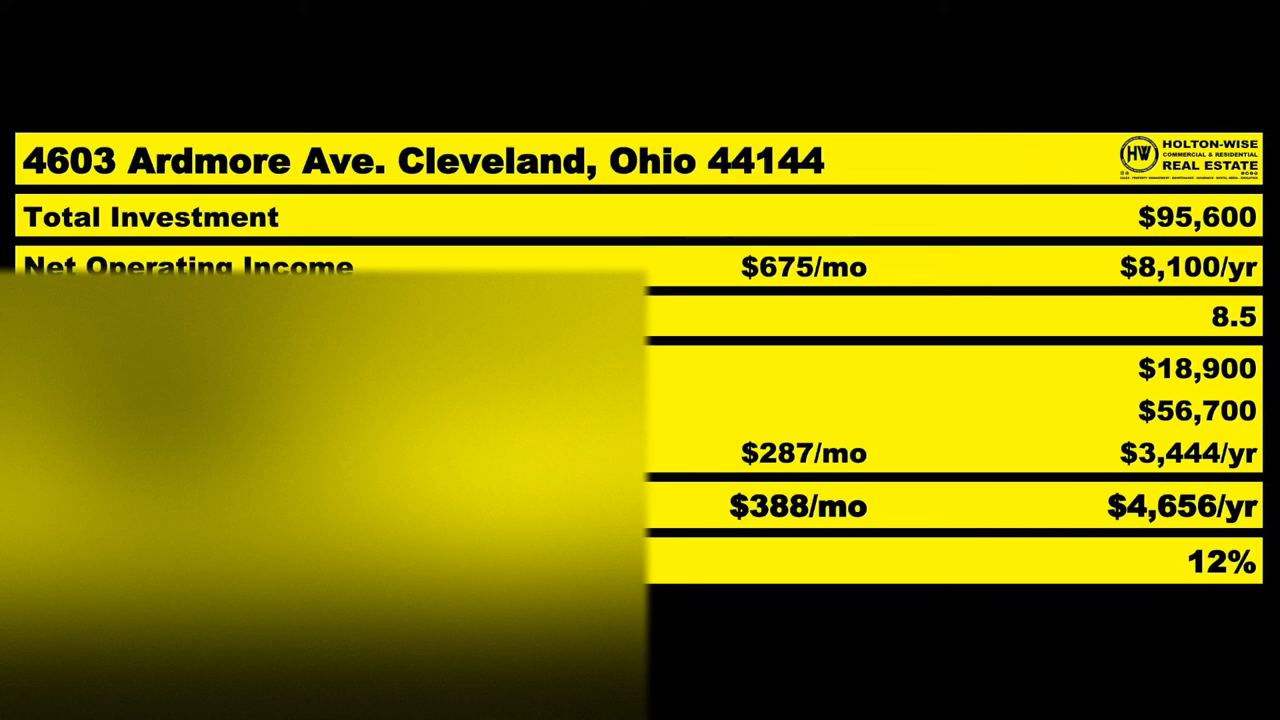 4603 Ardmore Ave. Cleveland, Ohio 44144
HOLTON-WISE
COMMERCIAL & RESIDENTIAL
REAL ESTATE
HW
Total Investment $95,600
Net Operating Income $675/mo $8,100/yr
8.5
$18,900
$56,700
$287/mo $3,444/yr
$388/mo $4,656/yr
12%